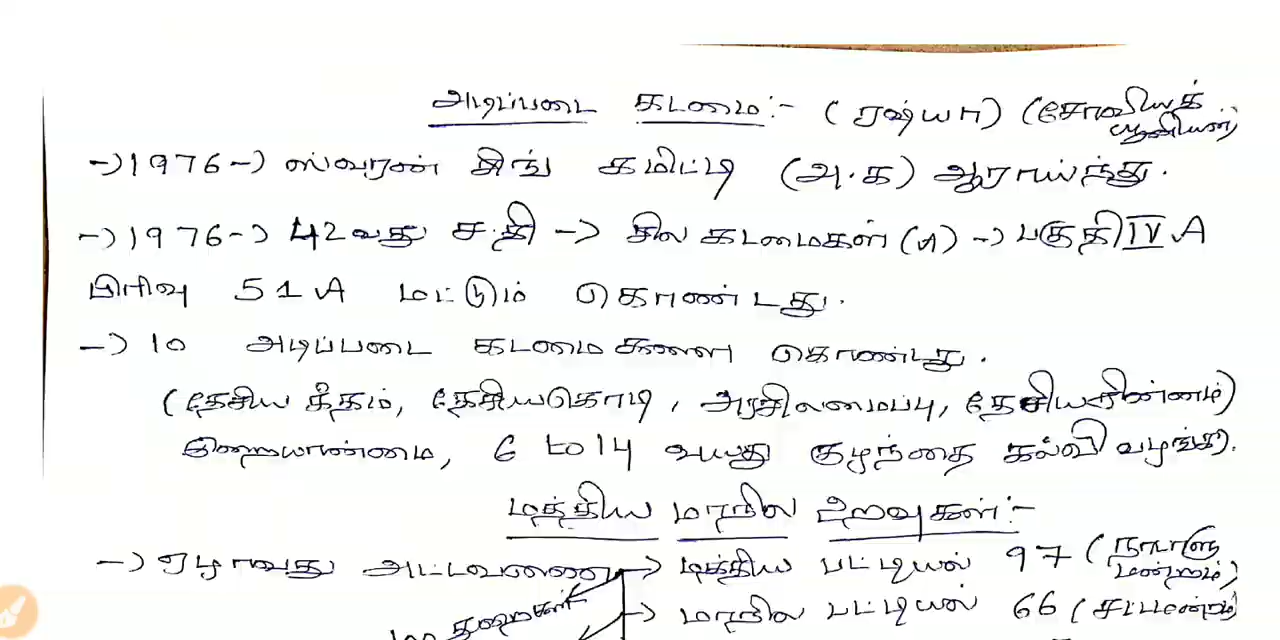 அடிப்படை கடமை:- (ரஷ்யா) (சோவியத் யூனியன்)
-> 1976 -> ஸ்வரண் சிங் கமிட்டி (அ.க) ஆராய்ந்து.
-> 1976 -> 42வது ச.தி -> சில கடமைகள் (சு) -> பகுதி IV A
பிரிவு 51 A மட்டும் கொண்டது.
-> 10 அடிப்படை கடமைகளை கொண்டது.
(தேசிய கீதம், தேசியகொடி, அரசியலமைப்பு, தேசியசின்னம்)
இறையாண்மை, 6 to 14 வயது குழந்தை கல்வி வழங்க).
மத்திய மாநில உறவுகள்:-
-> ஏழாவது அட்டவணை -> மத்திய பட்டியல் 97 (நாடாளு மன்றம்)
-> மாநில பட்டியல் 66 (சட்டமன்றம்)
துறைகள்